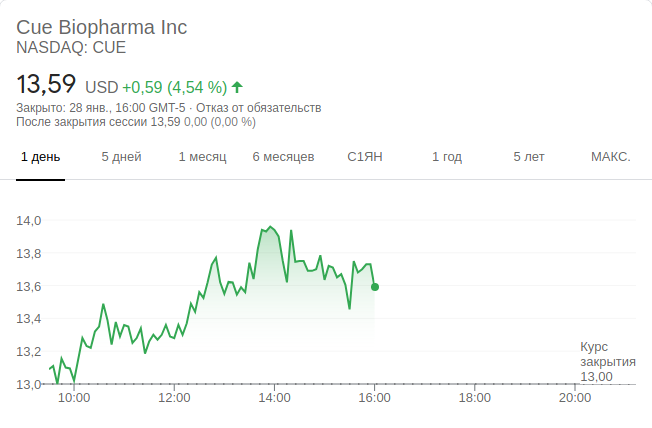 Cue Biopharma Inc
NASDAQ: CUE
13,59 USD +0,59 (4,54 %)
Закрыто: 28 янв., 16:00 GMT-5 · Отказ от обязательств
После закрытия сессии 13,59 0,00 (0,00 %)
1 день 5 дней 1 месяц 6 месяцев С1ЯН 1 год 5 лет МАКС.
14,0
13,8
13,6
13,4
13,2
13,0
Курс
закрытия
13,00
10:00 12:00 14:00 16:00 18:00 20:00